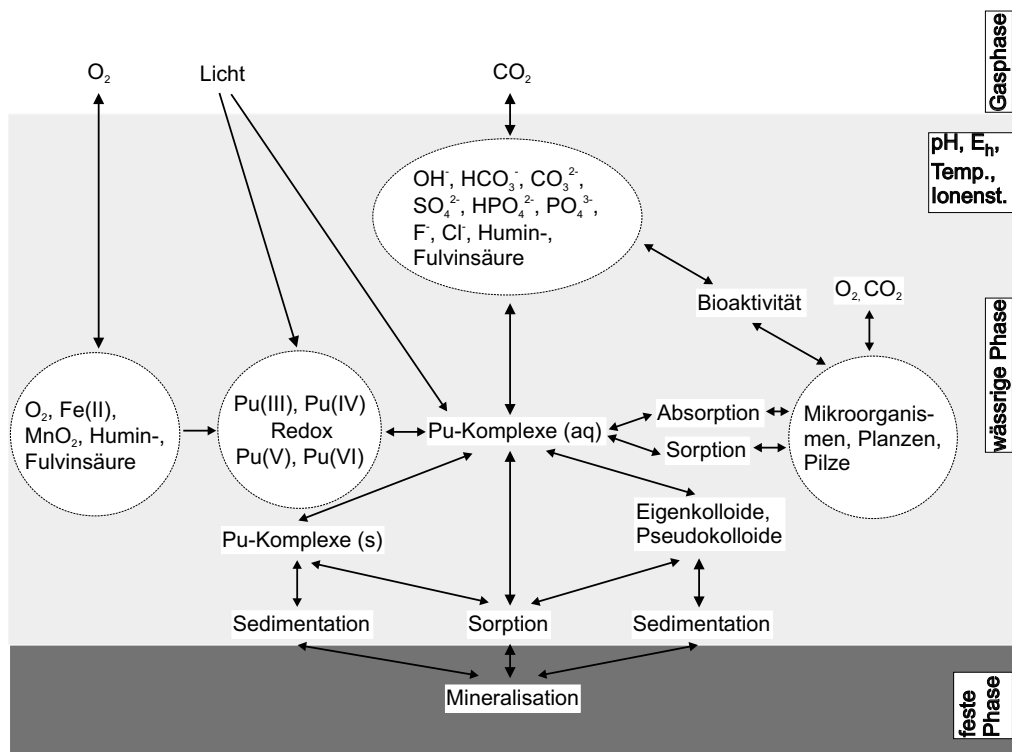 O₂
Licht
CO₂
Gasphase
pH, Eₕ,
Temp.,
Ionenst.
OH⁻, HCO₃⁻, CO₃²⁻,
SO₄²⁻, HPO₄²⁻, PO₄³⁻,
F⁻, Cl⁻, Humin-,
Fulvinsäure
Bioaktivität
O₂, CO₂
wässrige Phase
O₂, Fe(II),
MnO₂, Humin-,
Fulvinsäure
Pu(III), Pu(IV)
Redox
Pu(V), Pu(VI)
Pu-Komplexe (aq)
Absorption
Sorption
Mikroorganis-
men, Planzen,
Pilze
Pu-Komplexe (s)
Eigenkolloide,
Pseudokolloide
Sedimentation
Sorption
Sedimentation
Mineralisation
feste
Phase